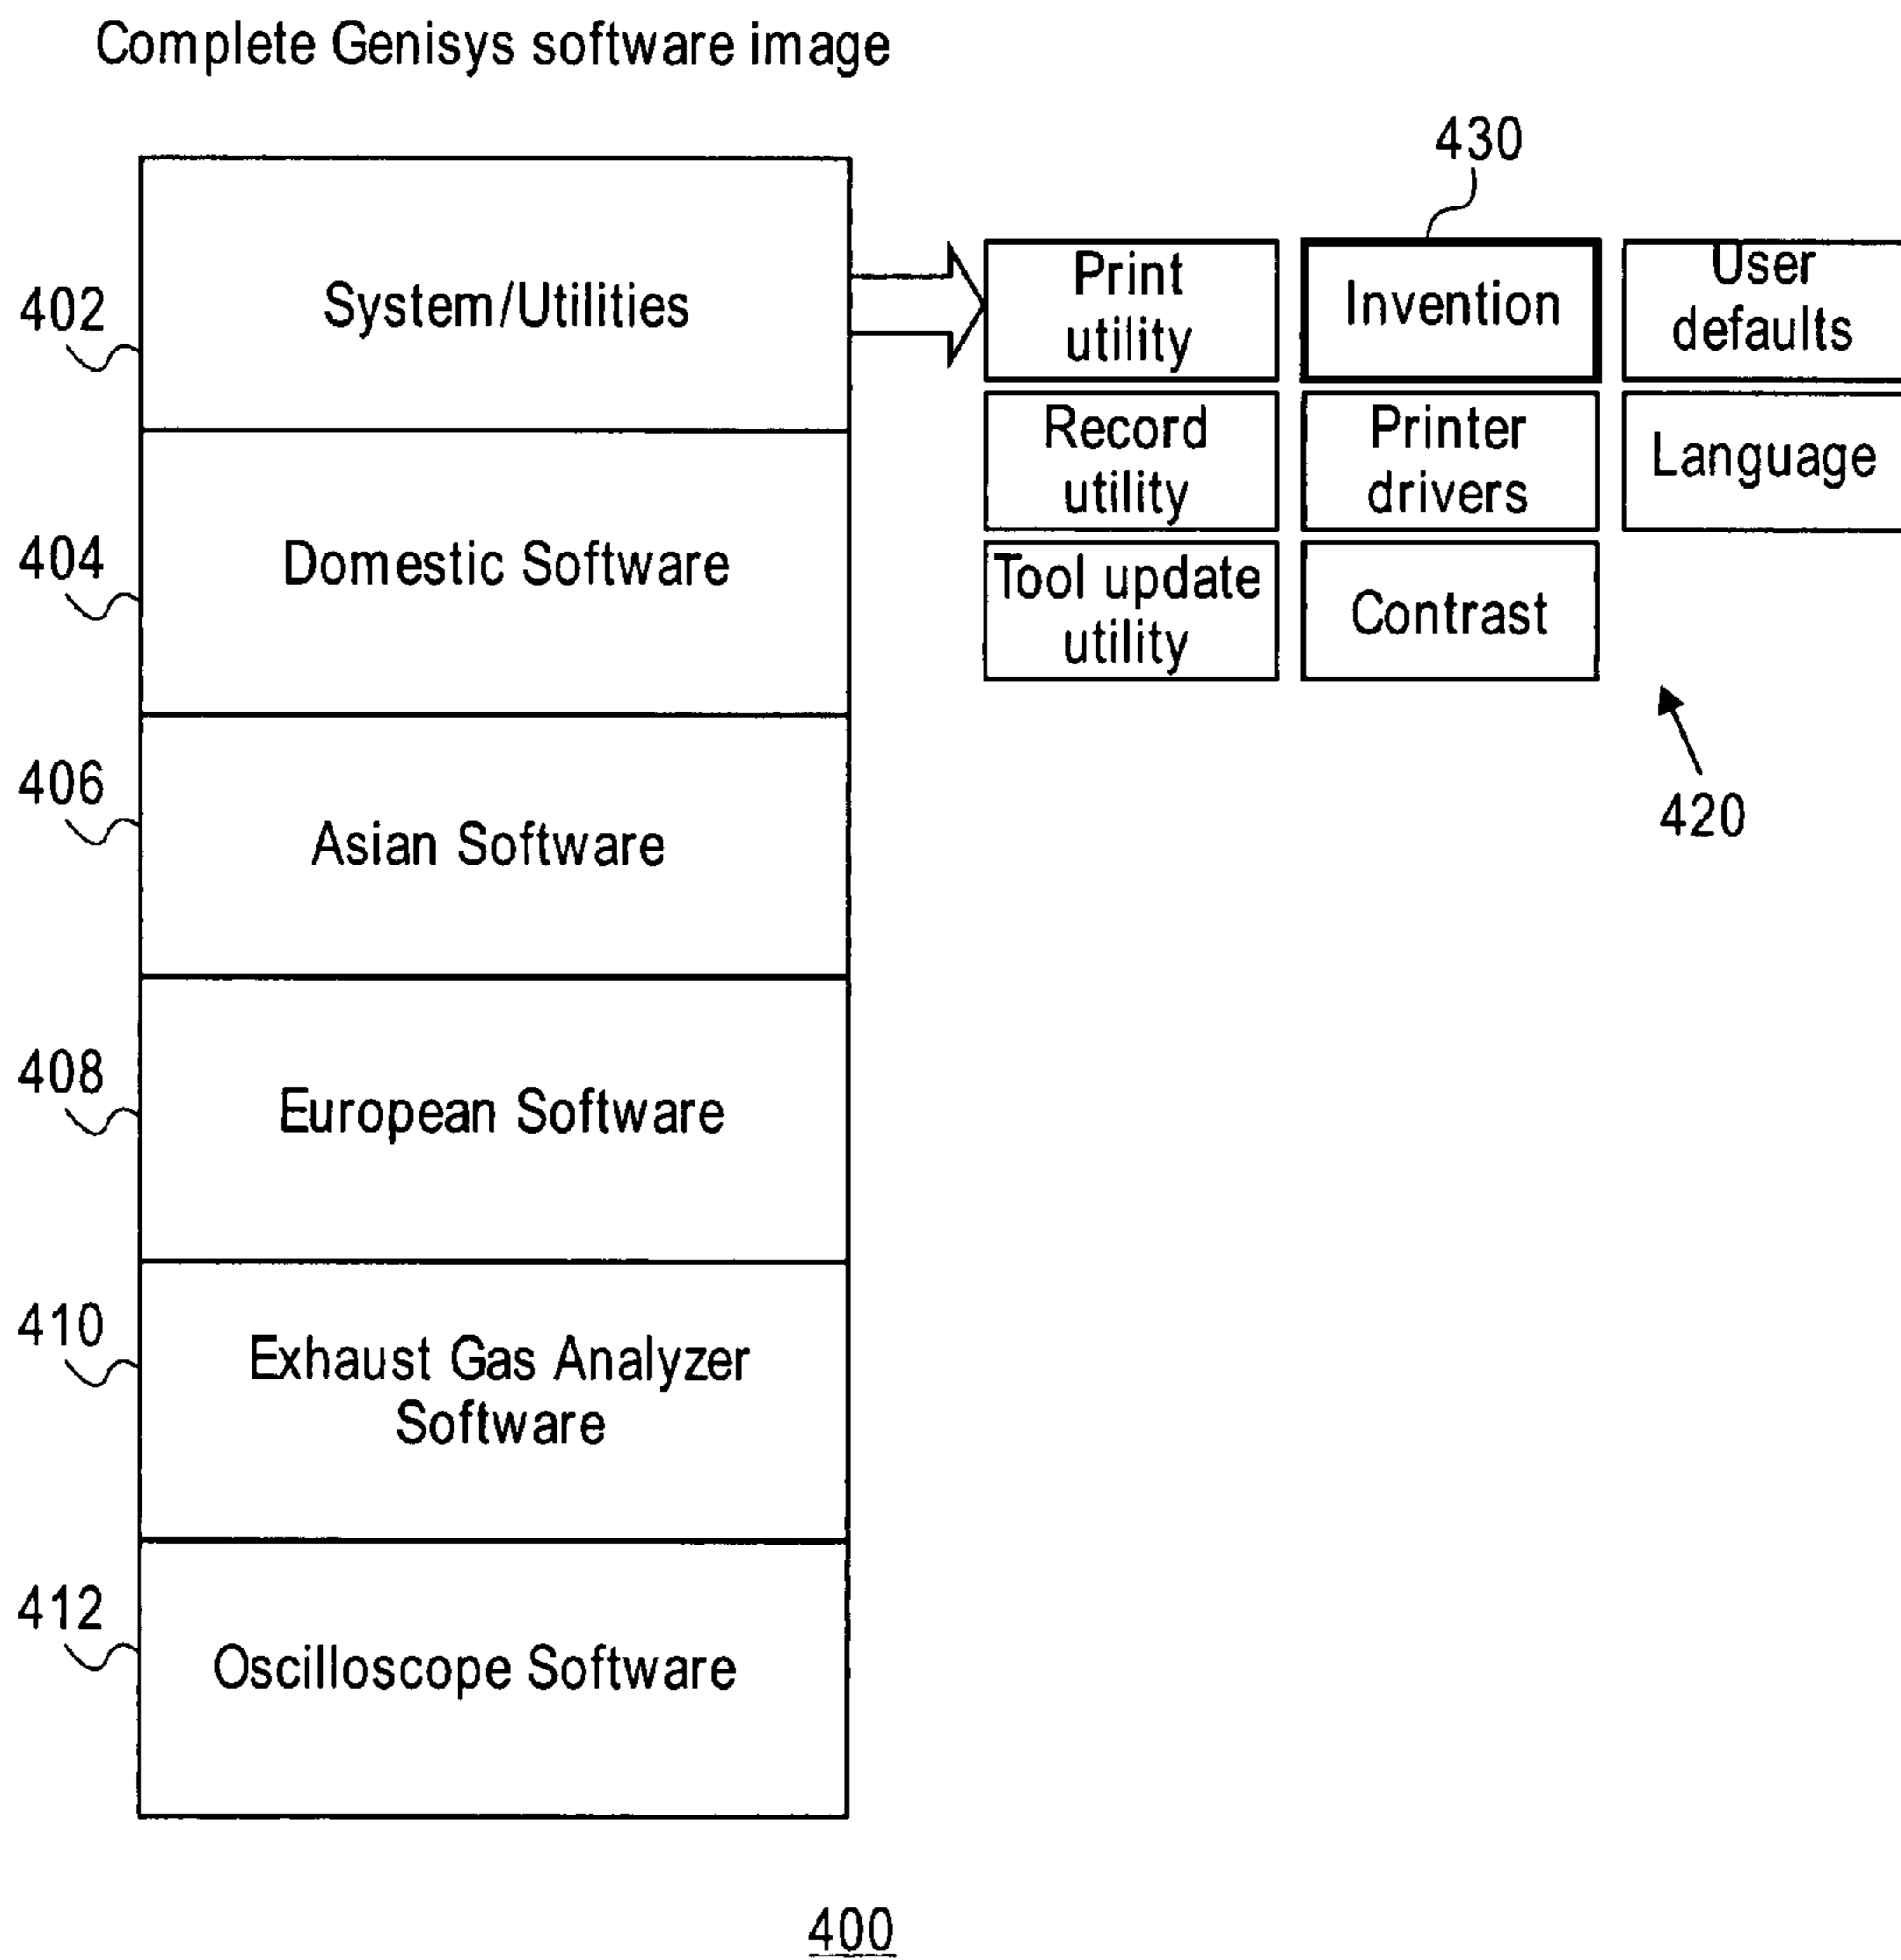 Complete Genisys software image
430
402
System/Utilities
Print
utility
Invention
User
defaults
Record
utility
Printer
drivers
Language
404
Domestic Software
Tool update
utility
Contrast
420
406
Asian Software
408
European Software
410
Exhaust Gas Analyzer
Software
412
Oscilloscope Software
400